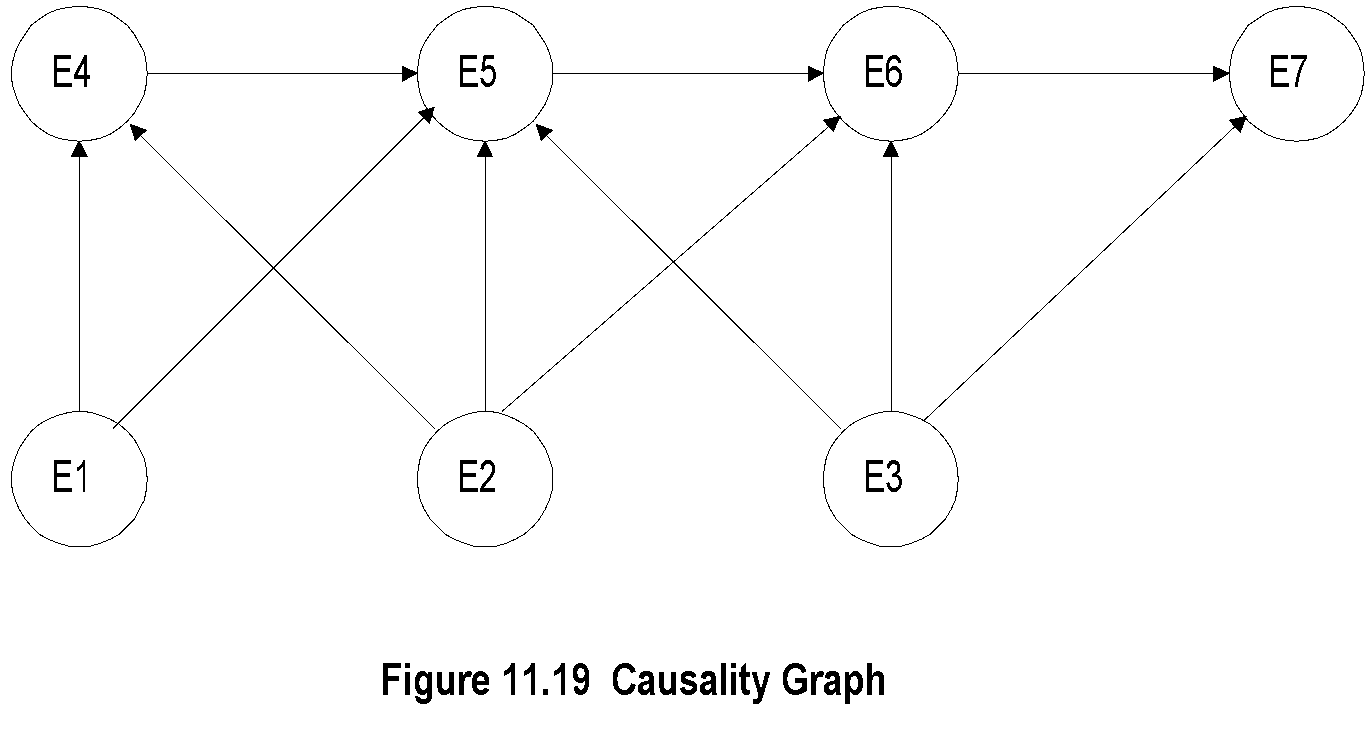 E4 E5 E6 E7
E1 E2 E3
Figure 11.19 Causality Graph